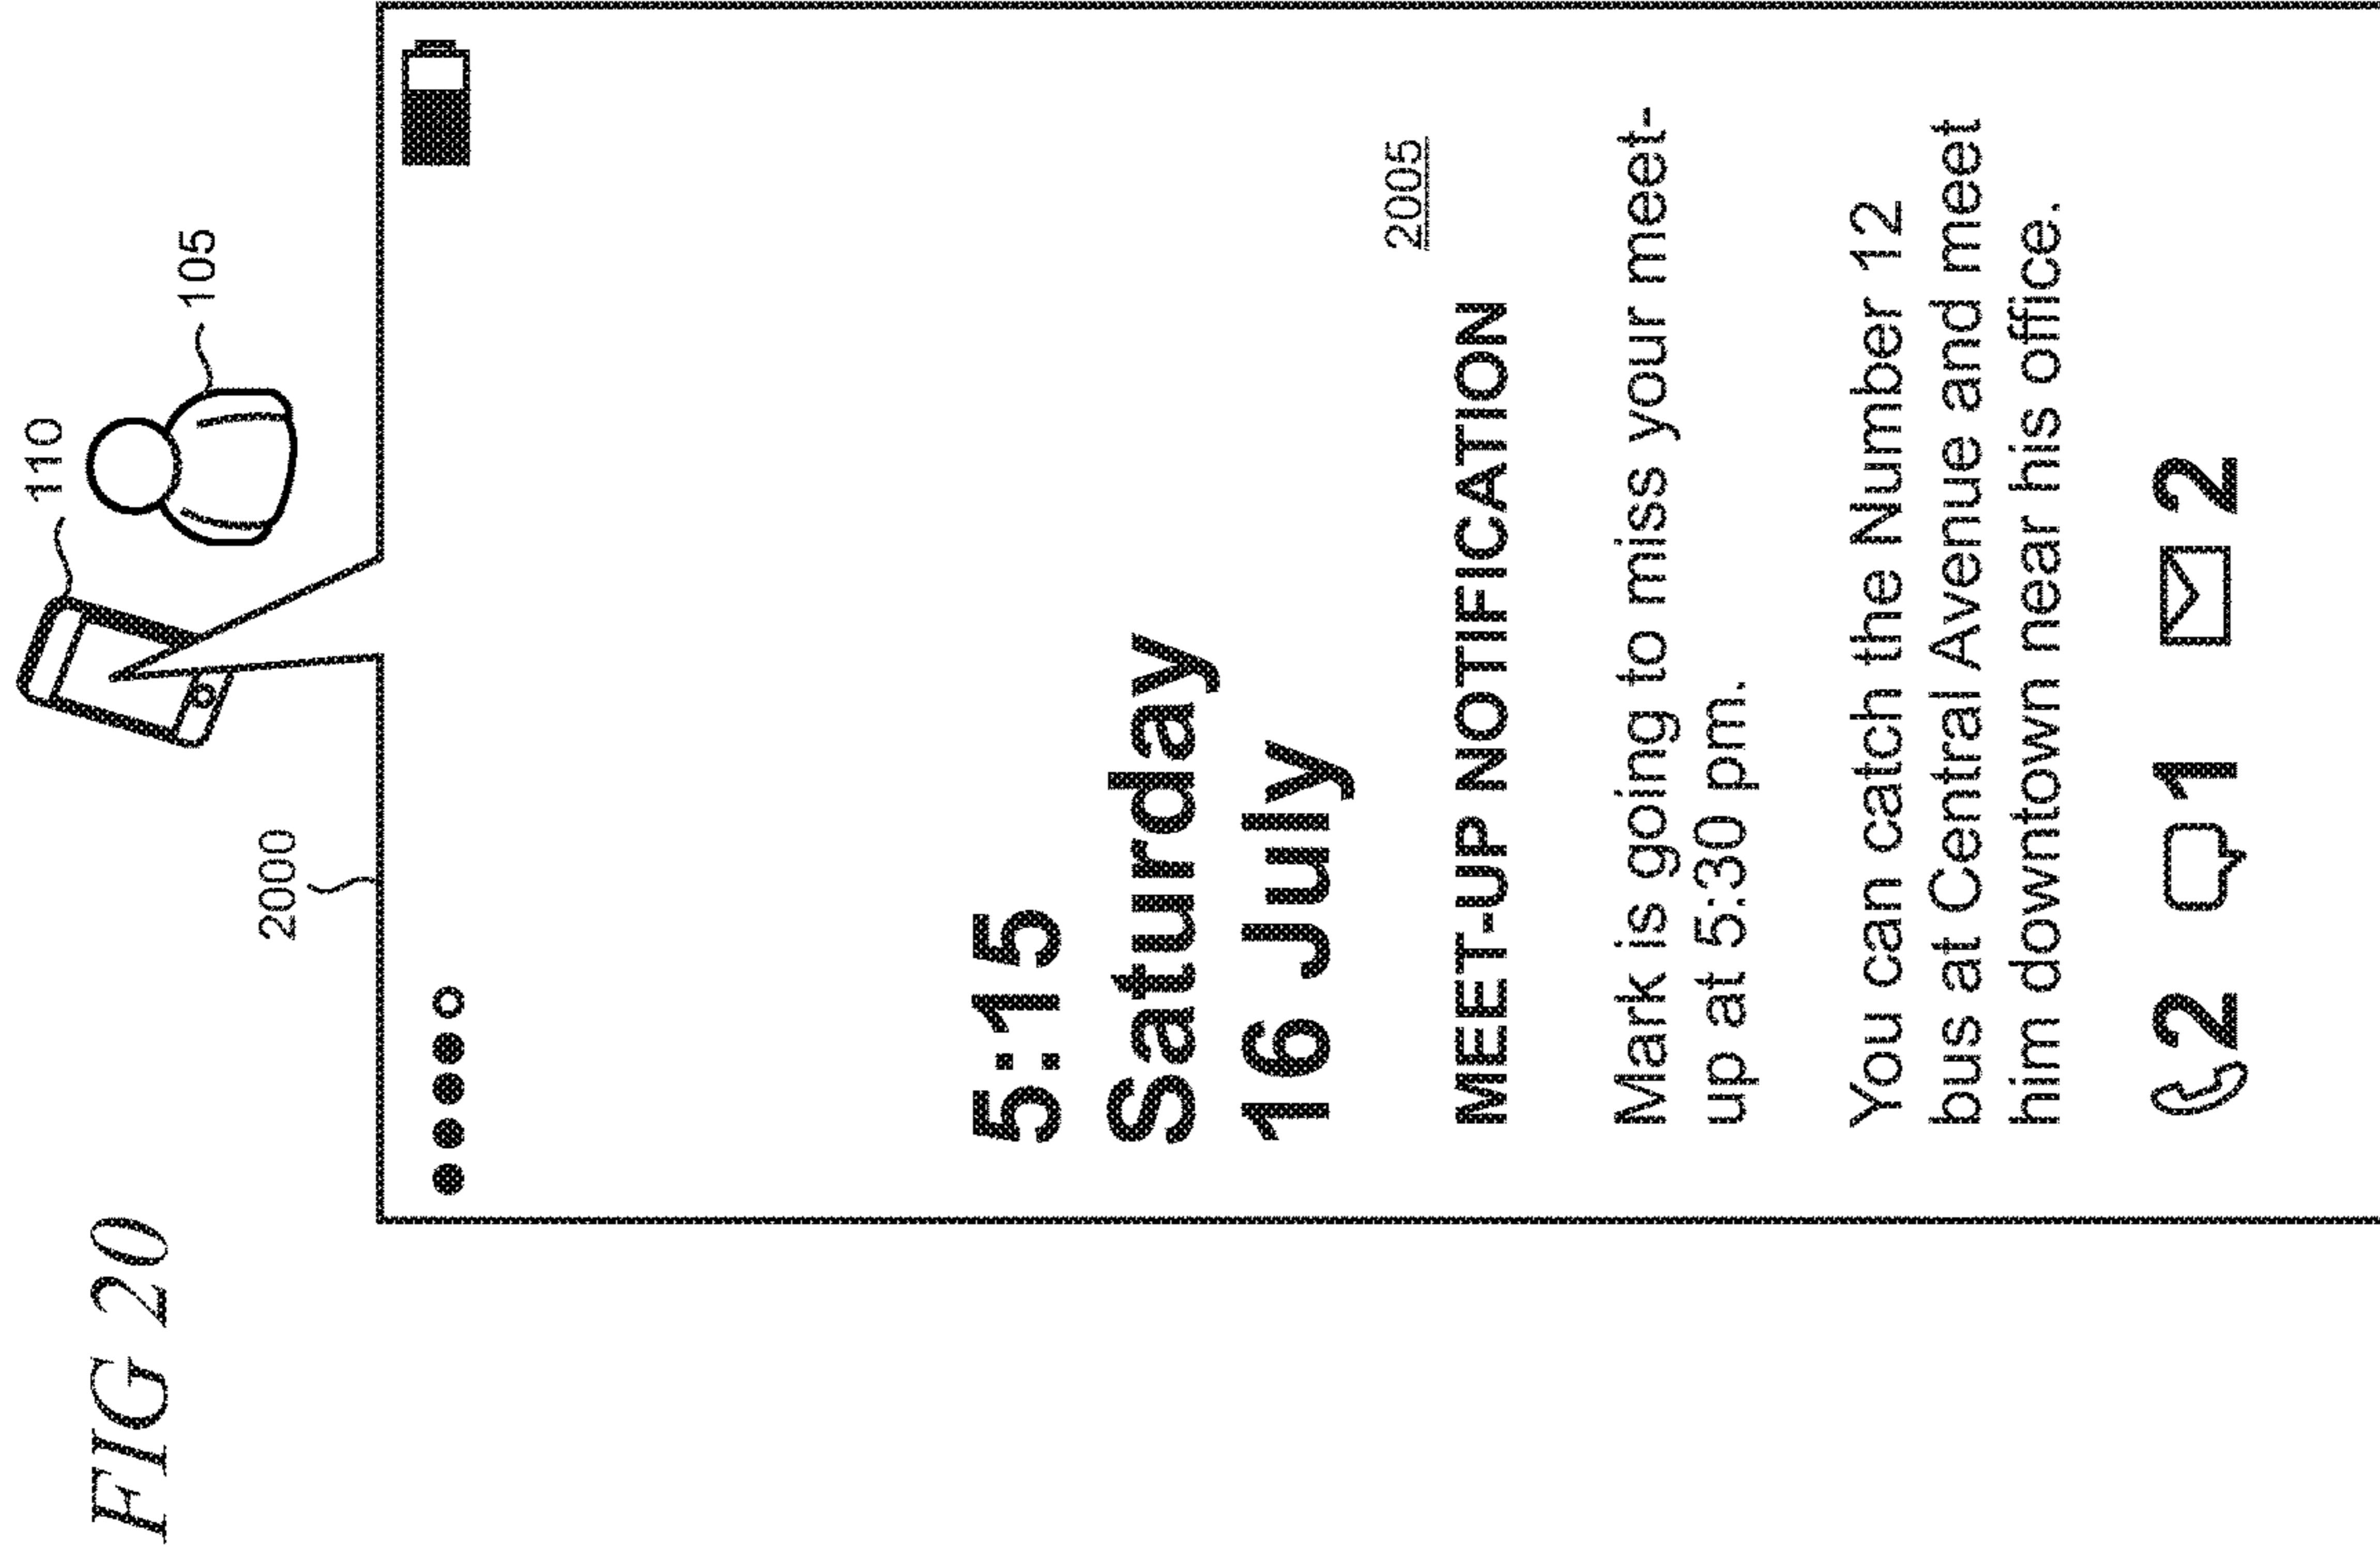 FIG 20
110
105
2000
5:15
Saturday
16 July
2005
MEET-UP NOTIFICATION
Mark is going to miss your meet-
up at 5:30 pm.
You can catch the Number 12
bus at Central Avenue and meet
him downtown near his office.
2 1 2